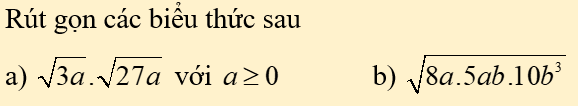 Rút gọn các biểu thức sau
a) √3a.√27a với a ≥ 0 b) √8a.5ab.10b³